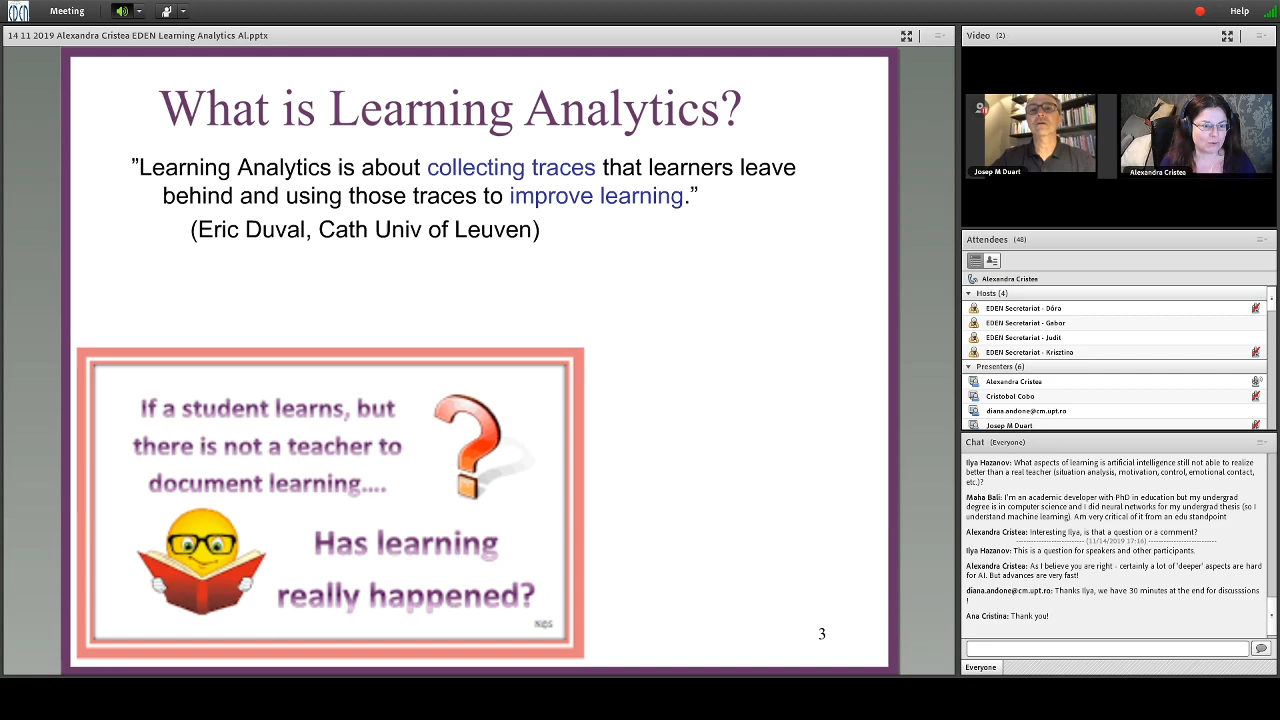 EDEN
Meeting
Help
14 11 2019 Alexandra Cristea EDEN Learning Analytics AI.pptx
What is Learning Analytics?
”Learning Analytics is about collecting traces that learners leave
behind and using those traces to improve learning.”
(Eric Duval, Cath Univ of Leuven)
If a student learns, but
there is not a teacher to
document learning....
Has learning
really happened?
3
Video (2)
Josep M Duart
Alexandra Cristea
Attendees (48)
Alexandra Cristea
Hosts (4)
EDEN Secretariat - Dóra
EDEN Secretariat - Gabor
EDEN Secretariat - Judit
EDEN Secretariat - Krisztina
Presenters (6)
Alexandra Cristea
Cristobal Cobo
diana.andone@cm.upt.ro
Josep M Duart
Chat (Everyone)
Ilya Hazanov: What aspects of learning is artificial intelligence still not able to realize
better than a real teacher (situation analysis, motivation, control, emotional contact,
etc.)?
Maha Bali: I'm an academic developer with PhD in education but my undergrad
degree is in computer science and I did neural networks for my undergrad thesis (so I
understand machine learning) Am very critical of it from an edu standpoint
Alexandra Cristea: Interesting Ilya, is that a question or a comment?
[11/14/2019 17:16]
Ilya Hazanov: This is a question for speakers and other participants.
Alexandra Cristea: As I believe you are right - certainly a lot of 'deeper' aspects are hard
for AI. But advances are very fast!
diana.andone@cm.upt.ro: Thanks Ilya, we have 30 minutes at the end for discusssions
!
Ana Cristina: Thank you!
Everyone